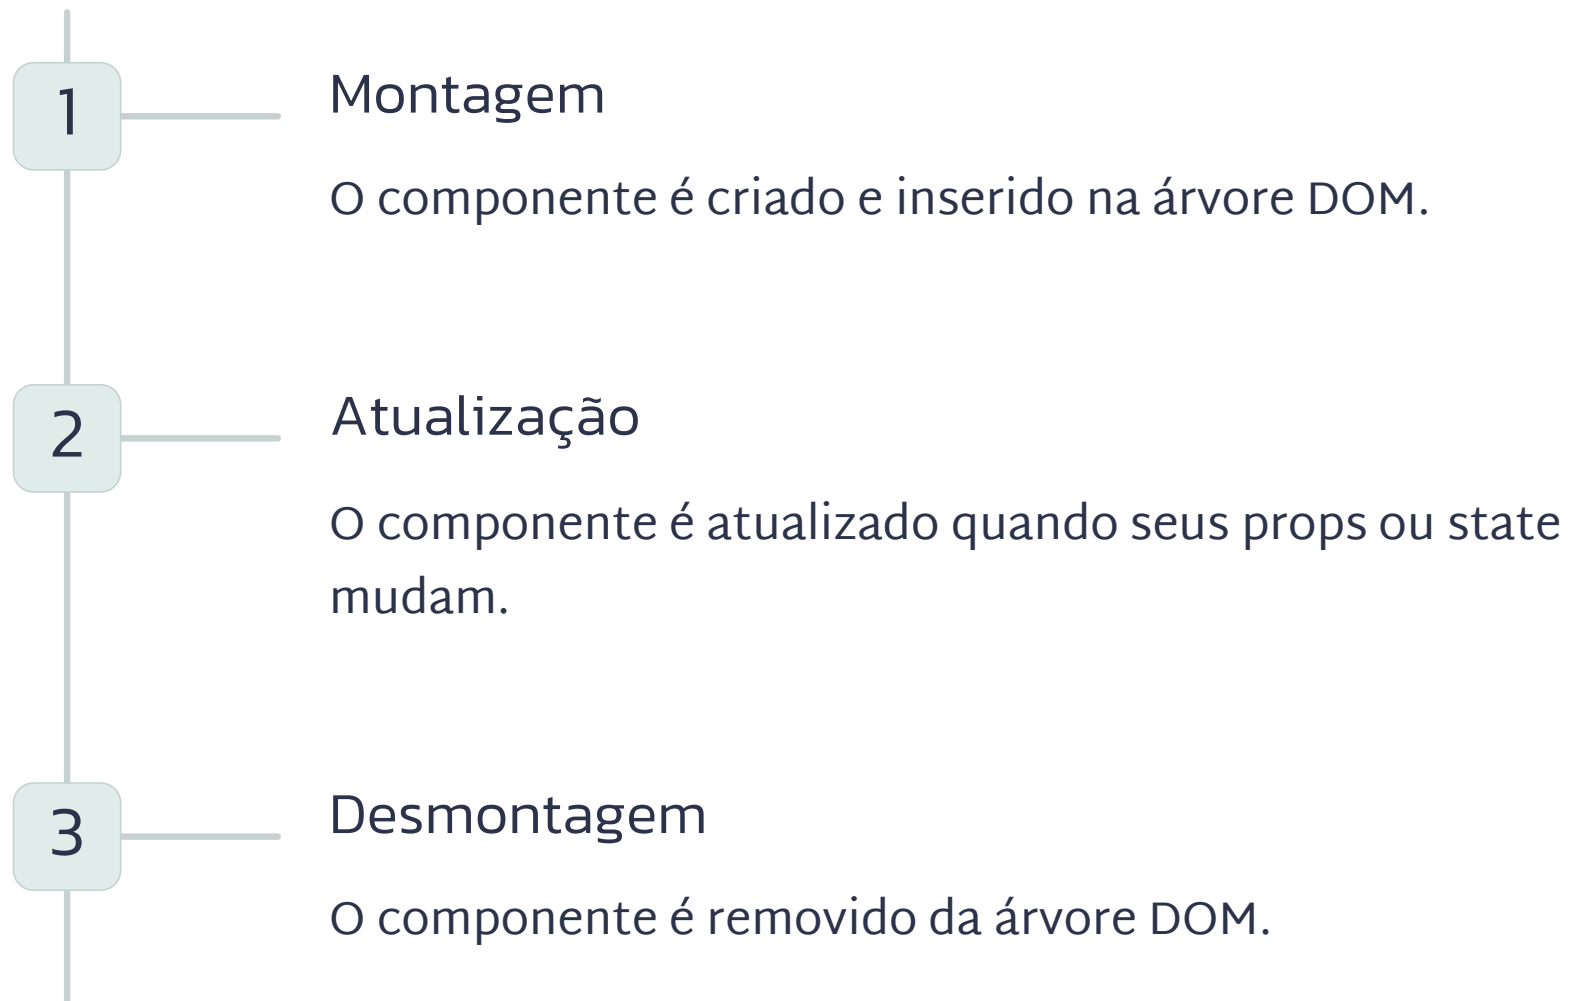 1
Montagem
O componente é criado e inserido na árvore DOM.
2
Atualização
O componente é atualizado quando seus props ou state
mudam.
3
Desmontagem
O componente é removido da árvore DOM.